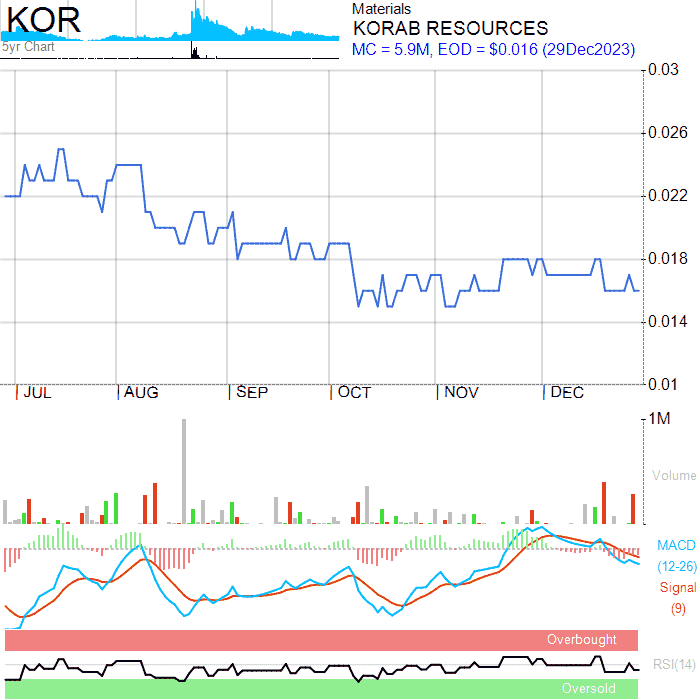 KOR
5yr Chart
Materials
KORAB RESOURCES
MC = 5.9M, EOD = $0.016 (29Dec2023)
0.03
0.026
0.022
0.018
0.014
0.01
JUL AUG SEP OCT NOV DEC
1M
Volume
MACD
(12-26)
Signal
(9)
Overbought
RSI(14)
Oversold